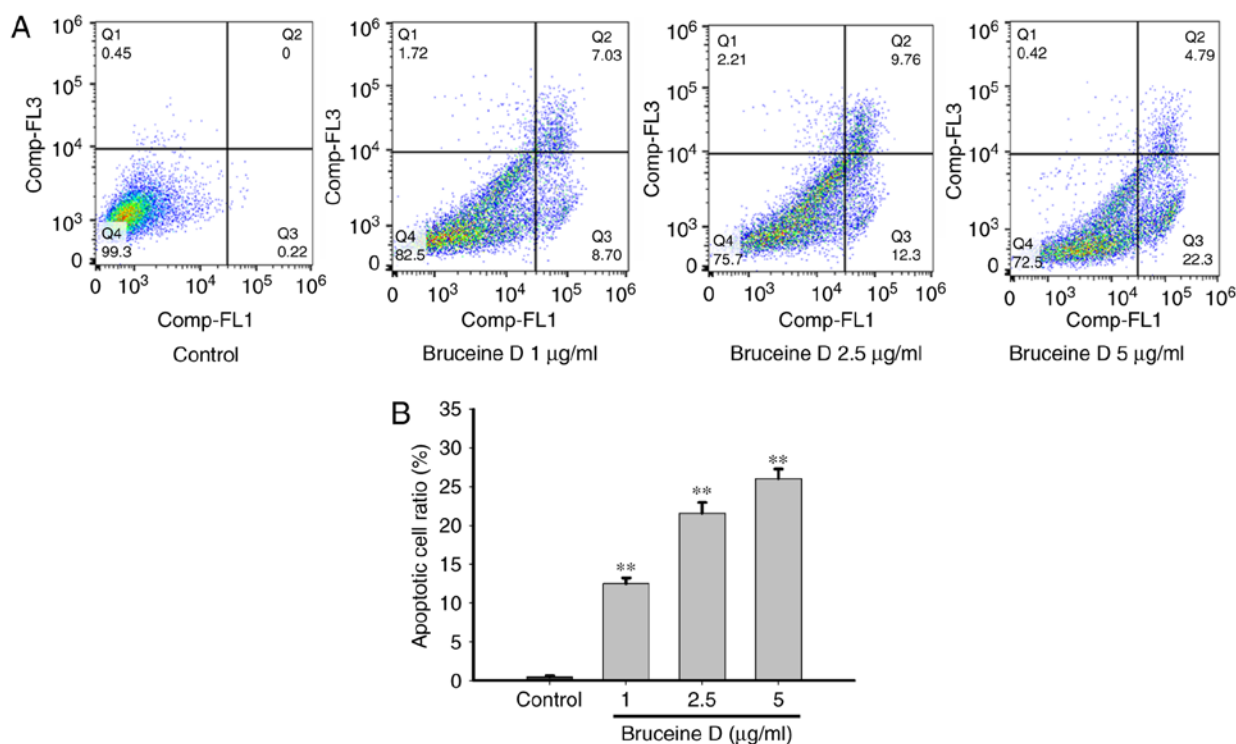 A
10^6
10^5
10^4
10^3
0
Comp-FL3
Q1
0.45
Q2
0
Q4
99.3
Q3
0.22
0 10^3 10^4 10^5 10^6
Comp-FL1
Control
10^6
10^5
10^4
10^3
0
Comp-FL3
Q1
1.72
Q2
7.03
Q4
82.5
Q3
8.70
0 10^3 10^4 10^5 10^6
Comp-FL1
Bruceine D 1 μg/ml
10^6
10^5
10^4
10^3
0
Comp-FL3
Q1
2.21
Q2
9.76
Q4
75.7
Q3
12.3
0 10^3 10^4 10^5 10^6
Comp-FL1
Bruceine D 2.5 μg/ml
10^6
10^5
10^4
10^3
0
Comp-FL3
Q1
0.42
Q2
4.79
Q4
72.5
Q3
22.3
0 10^3 10^4 10^5 10^6
Comp-FL1
Bruceine D 5 μg/ml
B
35
30
25
20
15
10
5
0
Apoptotic cell ratio (%)
**
**
**
Control 1 2.5 5
Bruceine D (μg/ml)